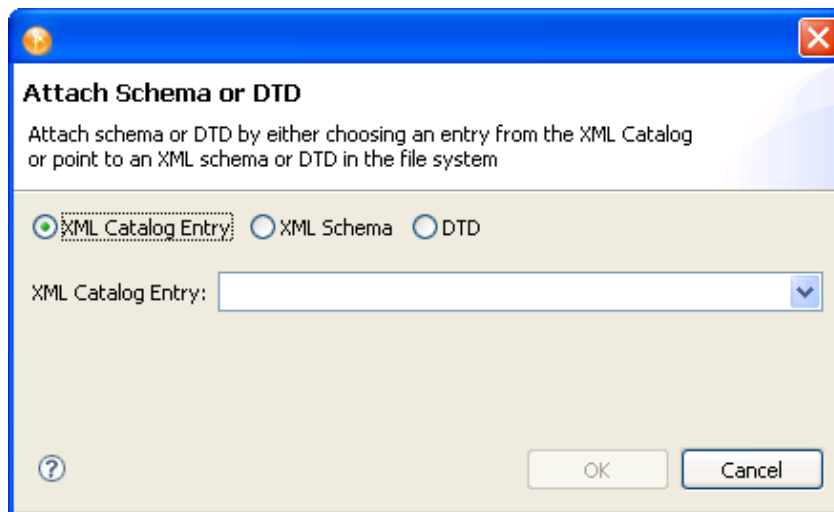 Attach Schema or DTD
Attach schema or DTD by either choosing an entry from the XML Catalog
or point to an XML schema or DTD in the file system
XML Catalog Entry XML Schema DTD
XML Catalog Entry:
? OK Cancel